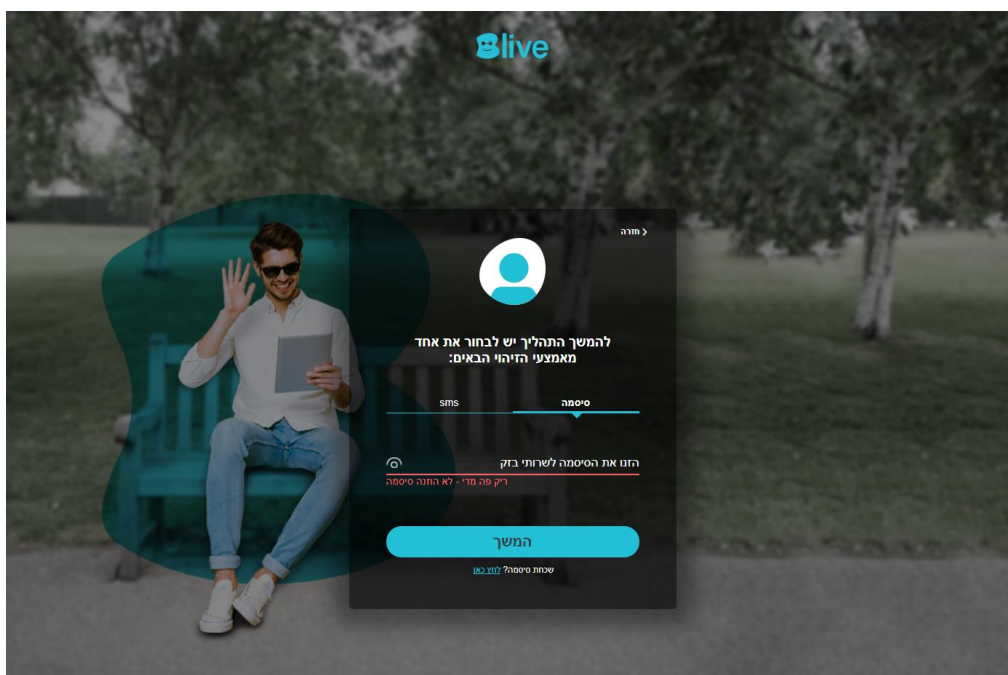 Blive
חזרה
להמשך התהליך יש לבחור את אחד
מאמצעי הזיהוי הבאים:
סיסמה
sms
הזנו את הסיסמה לשרותי בזק
ריק פה מדי - לא הוזנה סיסמה
המשך
שכחת סיסמה? לחץ כאן